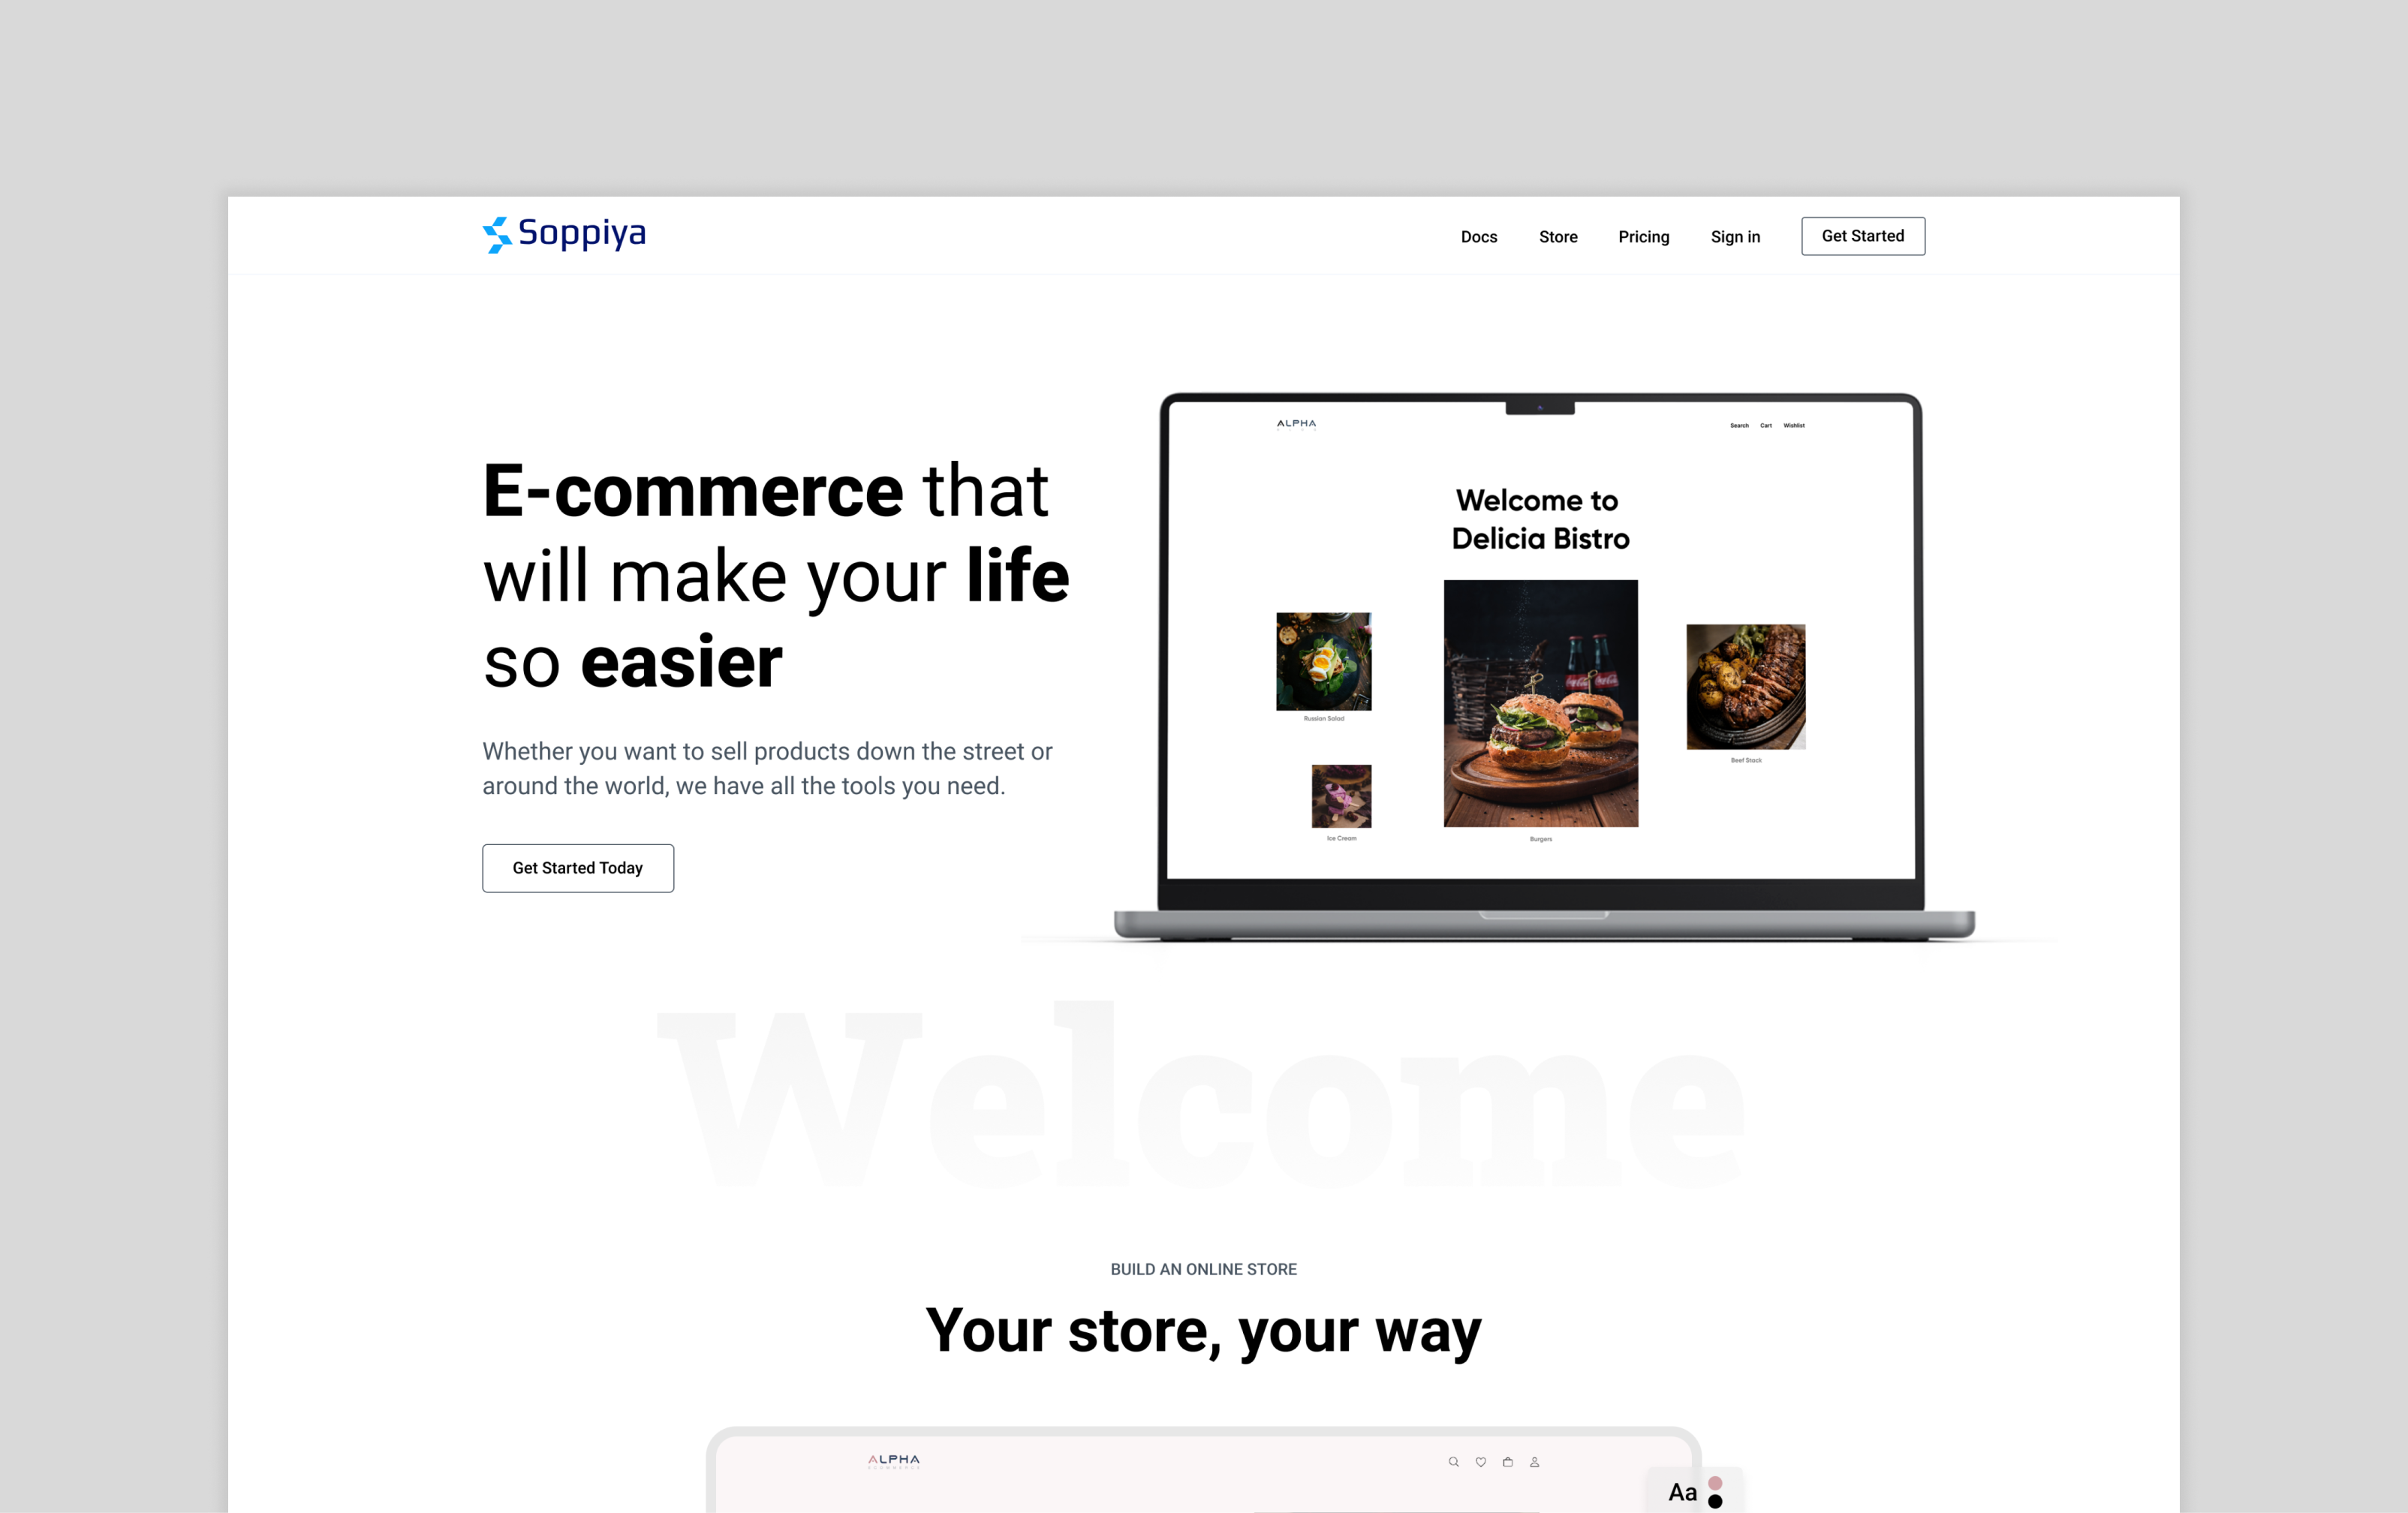 Soppiya
Docs Store Pricing Sign in Get Started
E-commerce that
will make your life
so easier
Whether you want to sell products down the street or
around the world, we have all the tools you need.
Get Started Today
ALPHA
Search Cart Wishlist
Welcome to
Delicia Bistro
Russian Salad
Ice Cream
Burgers
Beef Stack
Welcome
BUILD AN ONLINE STORE
Your store, your way
ALPHA
ECOMMERCE
Aa